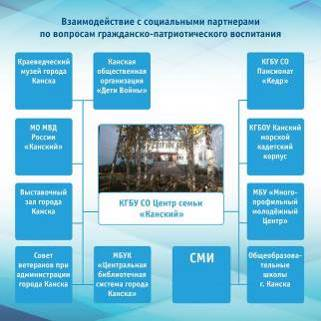 Взаимодействие с социальными партнерами
по вопросам гражданско-патриотического воспитания
Краеведческий
музей города
Канска
Канская
общественная
организация
«Дети Войны»
КГБУ СО
Пансионат
«Кедр»
МО МВД
России
«Канский»
КГБОУ Канский
морской
кадетский
корпус
КГБУ СО Центр семьи
«Канский»
Выставочный
зал города
Канска
МБУ «Много-
профильный
молодёжный
Центр»
Совет
ветеранов при
администрации
города Канска
МБУК
«Центральная
библиотечная
система города
Канска»
СМИ
Общеобразова-
тельные
школы
г. Канска